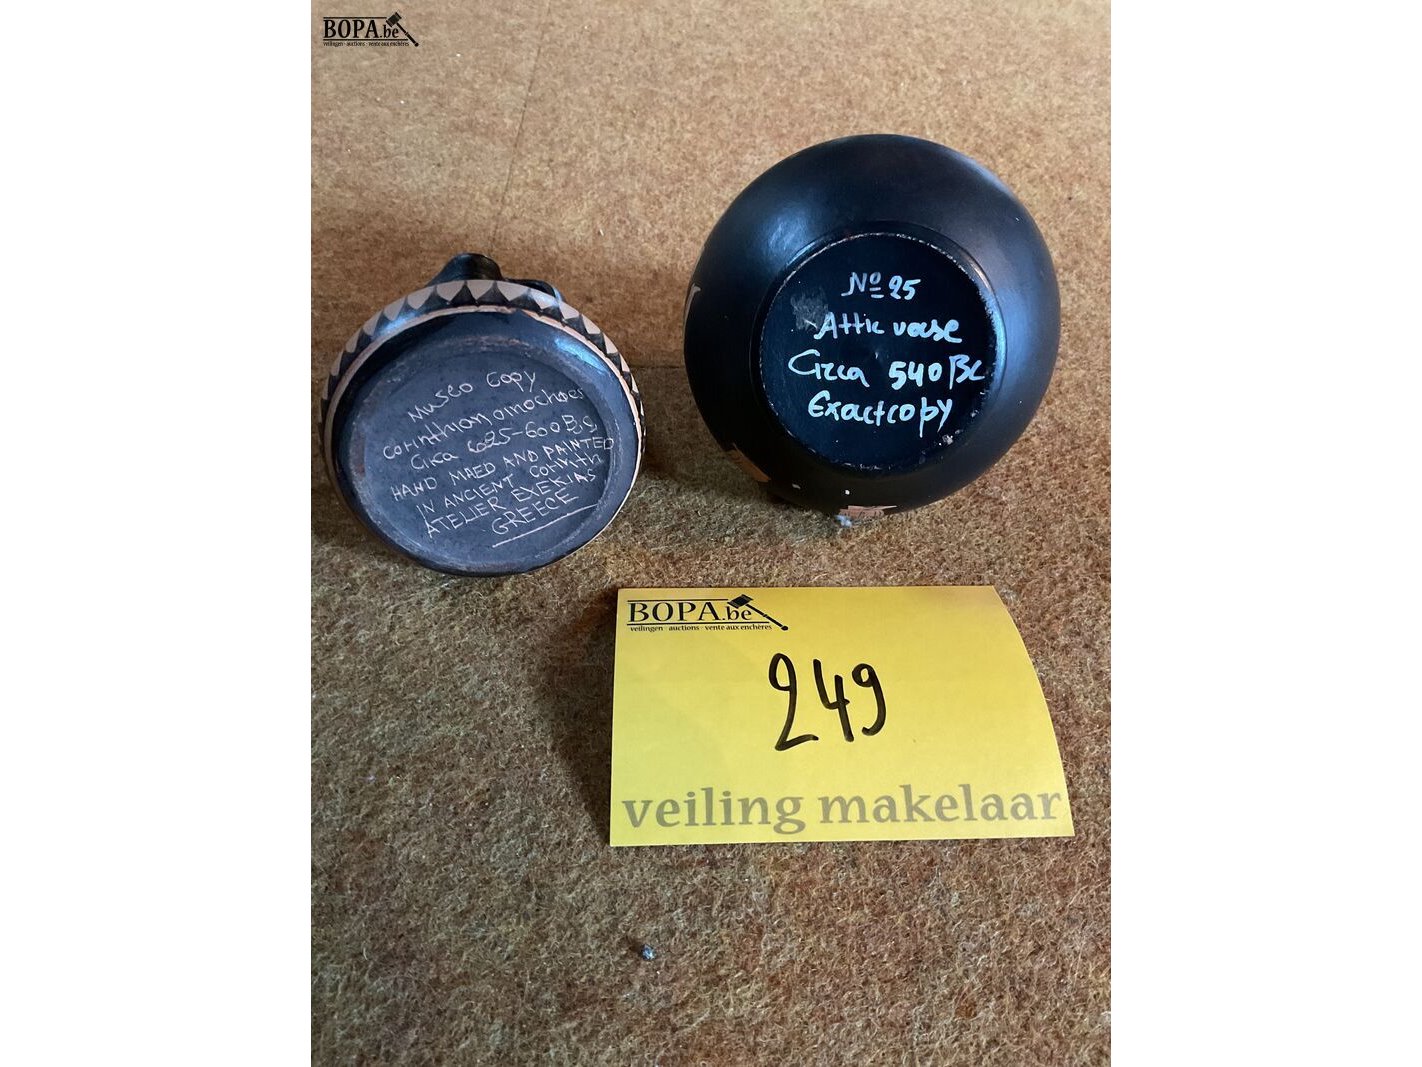 BOPA.be
veilingen - auctions - vente aux enchères
Museo Copy
corinthian oinochoes
Circa 625-600 B.C
HAND MAED AND PAINTED
IN ANCIENT Corinth
ATELIER EXEKIAS
GREECE
Nº 25
Attic vase
Circa 540 BC
Exactcopy
BOPA.be
veilingen - auctions - vente aux enchères
249
veiling makelaar